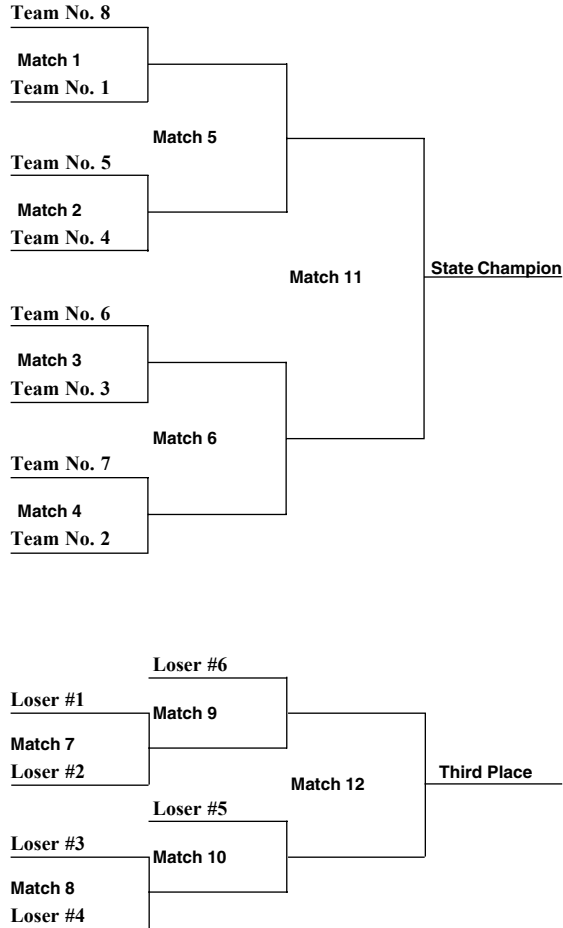 Team No. 8
Match 1
Team No. 1
Match 5
Team No. 5
Match 2
Team No. 4
Match 11
State Champion
Team No. 6
Match 3
Team No. 3
Match 6
Team No. 7
Match 4
Team No. 2
Loser #6
Loser #1
Match 9
Match 7
Loser #2
Match 12
Third Place
Loser #5
Loser #3
Match 10
Match 8
Loser #4